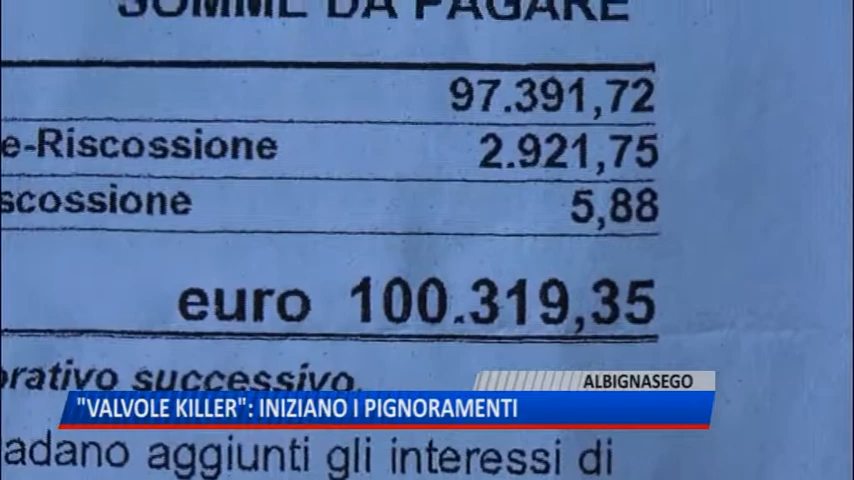 SOMME DA PAGARE
97.391,72
e-Riscossione 2.921,75
scossione 5,88
euro 100.319,35
orativo successivo.
ALBIGNASEGO
"VALVOLE KILLER": INIZIANO I PIGNORAMENTI
adano aggiunti gli interessi di